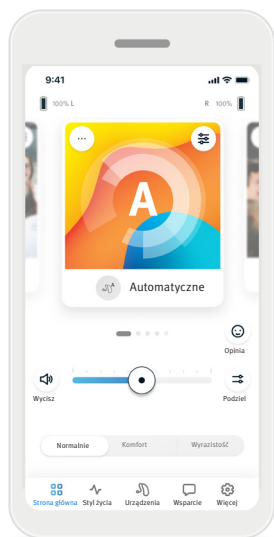 9:41
100% L
R 100%
...
A
A
Automatyczne
Opinia
Wycisz
Podziel
Normalnie
Komfort
Wyrazistość
Strona główna
Styl życia
Urządzenia
Wsparcie
Więcej